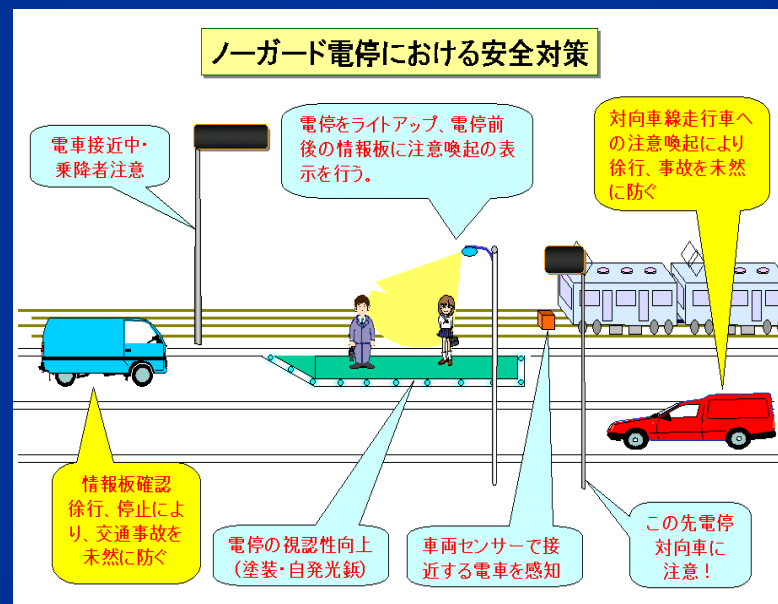 ノーガード電停における安全対策
電車接近中・
乗降者注意
電停をライトアップ、電停前
後の情報板に注意喚起の表
示を行う。
対向車線走行車へ
の注意喚起により
徐行、事故を未然
に防ぐ
情報板確認
徐行、停止によ
り、交通事故を
未然に防ぐ
電停の視認性向上
（塗装・自発光鋲）
車両センサーで接
近する電車を感知
この先電停
対向車に
注意！